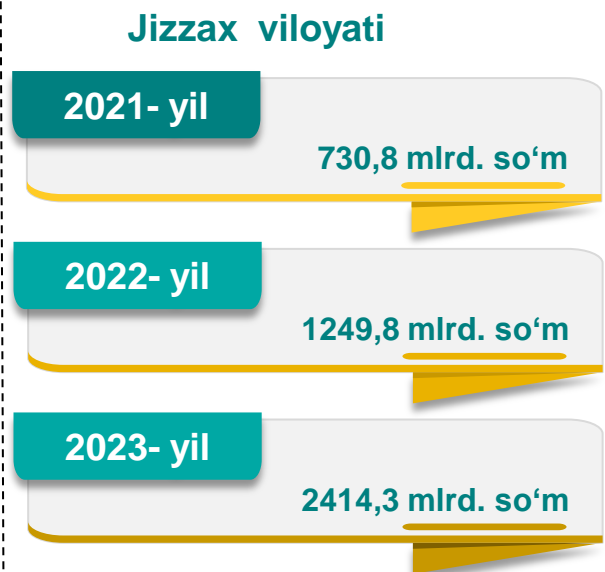 Jizzax viloyati
2021- yil
730,8 mlrd. so‘m
2022- yil
1249,8 mlrd. so‘m
2023- yil
2414,3 mlrd. so‘m